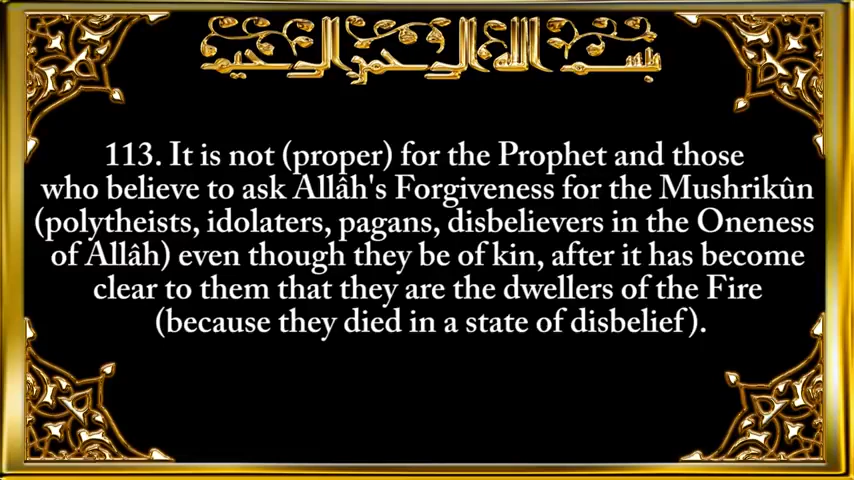 بسم الله الرحمن الرحيم
113. It is not (proper) for the Prophet and those
who believe to ask Allâh's Forgiveness for the Mushrikûn
(polytheists, idolaters, pagans, disbelievers in the Oneness
of Allâh) even though they be of kin, after it has become
clear to them that they are the dwellers of the Fire
(because they died in a state of disbelief).